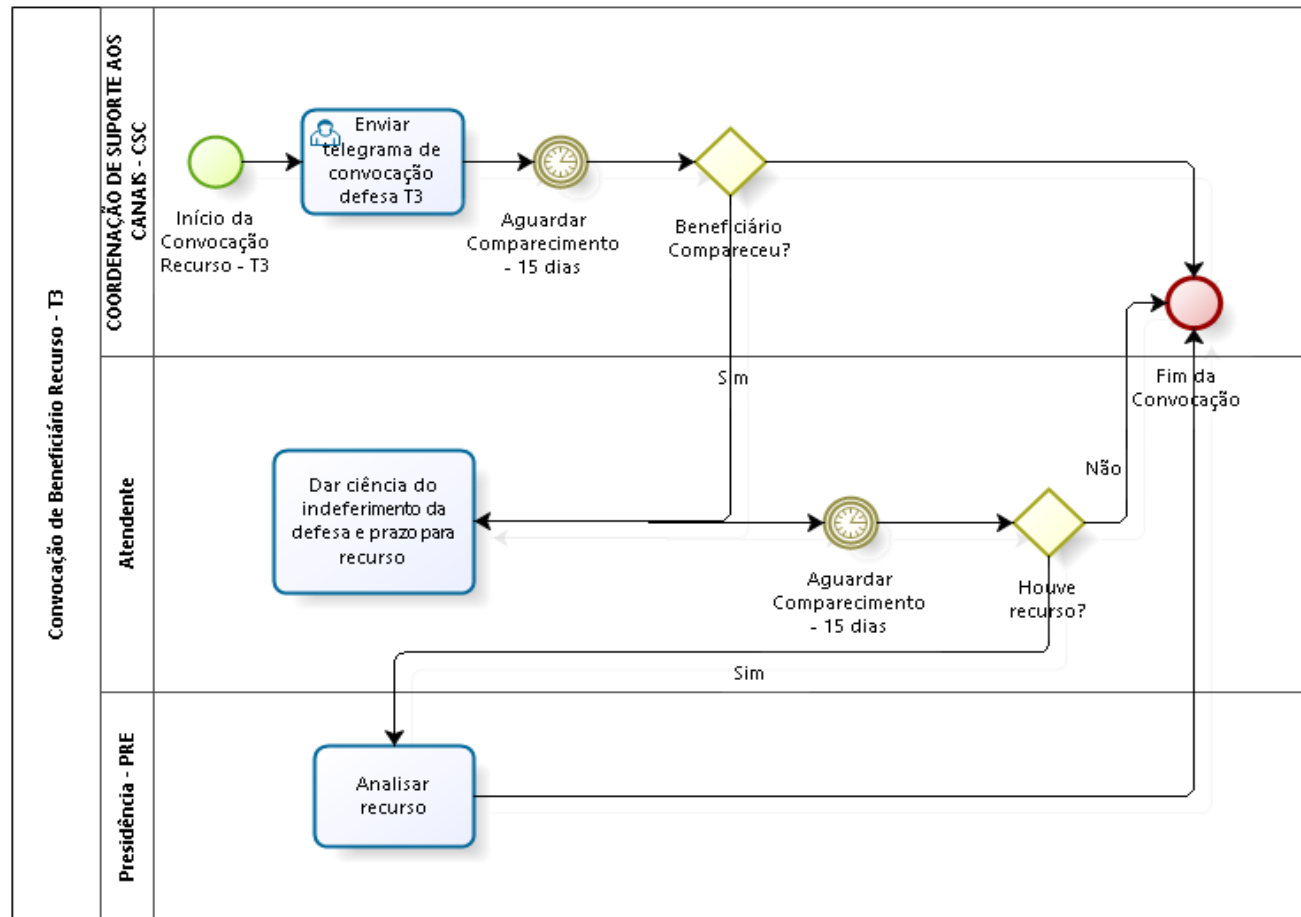 Convocação de Beneficiário Recurso - T3
COORDENAÇÃO DE SUPORTE AOS
CANAIS - CSC
Início da
Convocação
Recurso - T3
Enviar
telegrama de
convocação
defesa T3
Aguardar
Comparecimento
- 15 dias
Beneficiário
Compareceu?
Sim
Fim da
Convocação
Atendente
Dar ciência do
indeferimento da
defesa e prazo para
recurso
Aguardar
Comparecimento
- 15 dias
Houve
recurso?
Não
Sim
Presidência - PRE
Analisar
recurso